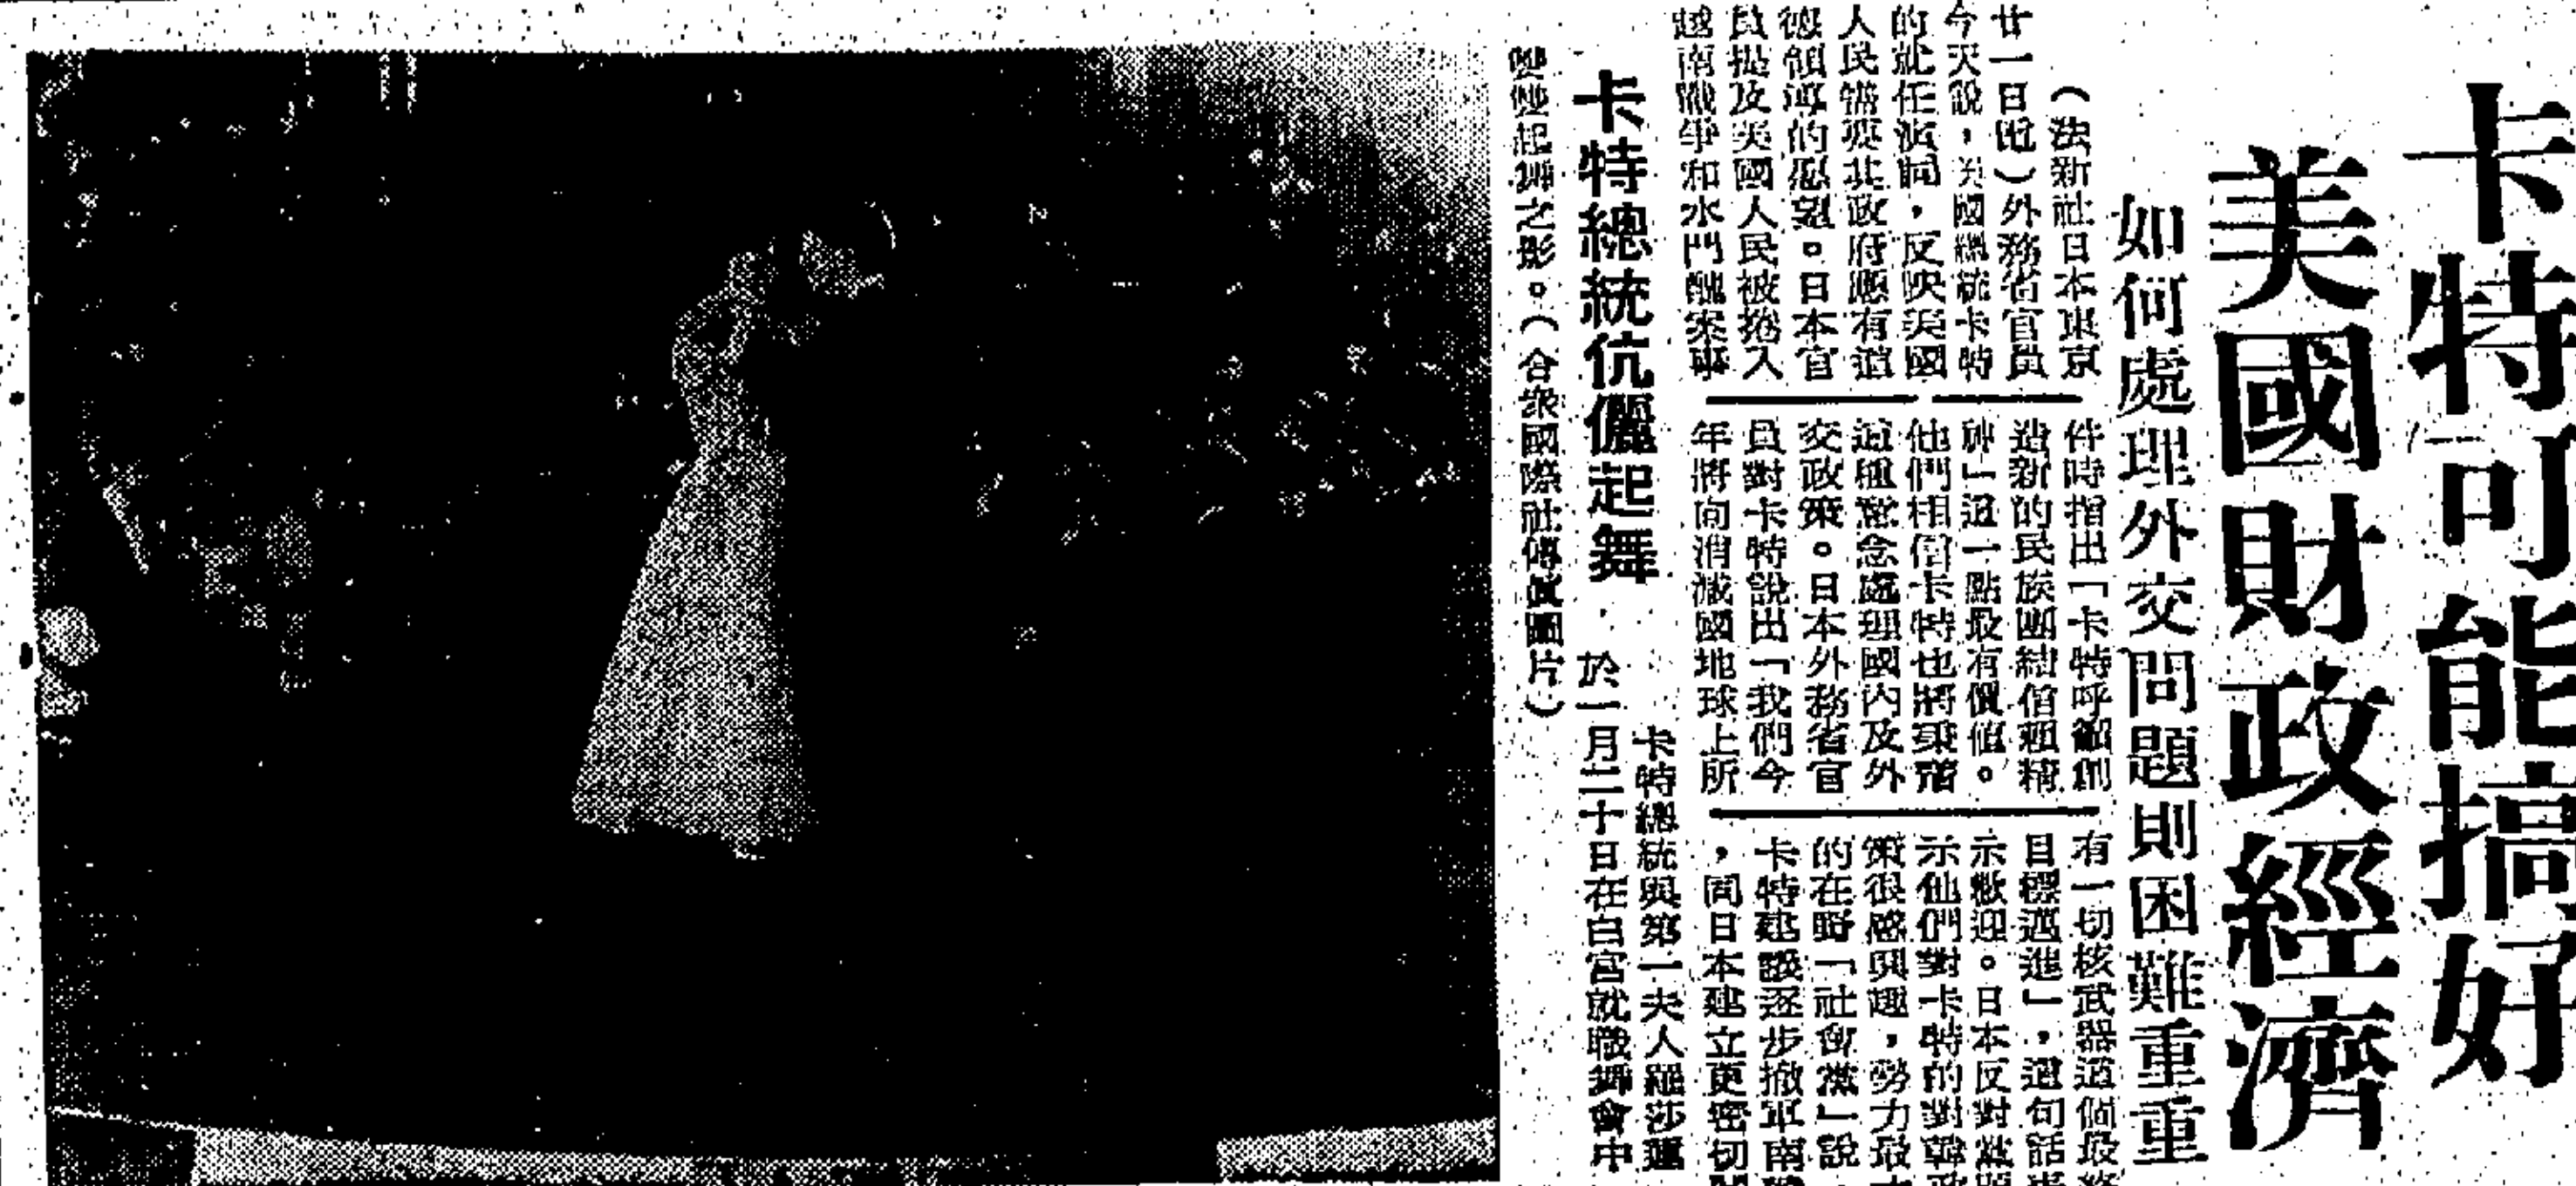 卡特可能搞好
美國財政經濟
如何處理外交問題則困難重重
（法新社日本東京
廿一日電）外務省官員
今天說，美國總統卡特
的就任演詞，反映美國
人民需要其政府應有道
德領導的愿望。日本官
員提及美國人民被捲入
越南戰爭和水門醜案事
件時指出「卡特呼籲創
造新的民族團結信賴精
神」這一點最有價值。
他們相信卡特也將秉着
這種意念處理國內及外
交政策。日本外務省官
員對卡特說出「我們今
年將向消滅國地球上所
有一切核武器這個最終
目標邁進」，這句話表
示歡迎。日本反對黨
示他們對卡特的對韓政
策很感興趣，勢力最大
的在野「社會黨」說，
卡特建議逐步撤軍南韓
，同日本建立更密切關
卡特總統伉儷起舞
卡特總統與第一夫人羅莎蓮
於一月二十日在白宮就職舞會中
雙雙起舞之影。（合衆國際社傳眞圖片）